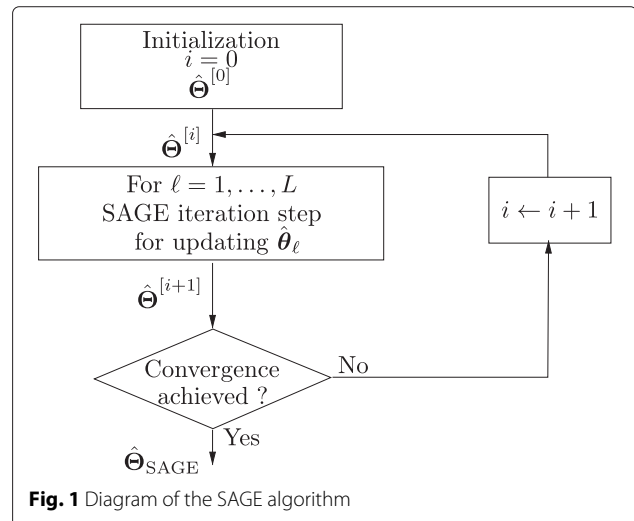 Initialization
i = 0
Θ̂^[0]
Θ̂^[i]
For ℓ = 1, . . . , L
SAGE iteration step
for updating θ̂_ℓ
i ← i + 1
Θ̂^[i+1]
Convergence
achieved ?
No
Yes
Θ̂_SAGE
Fig. 1 Diagram of the SAGE algorithm